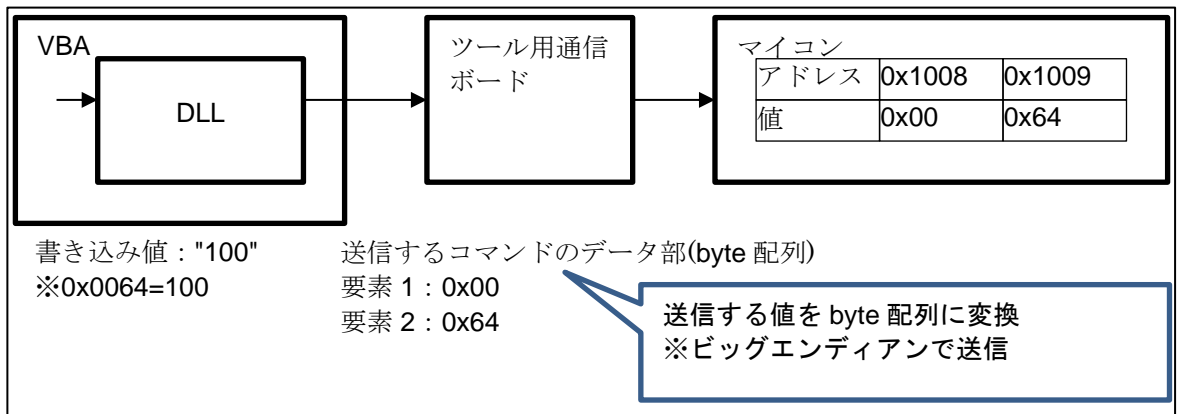 VBA
DLL
ツール用通信
ボード
マイコン
アドレス 0x1008 0x1009
値 0x00 0x64
書き込み値："100"
※0x0064=100
送信するコマンドのデータ部(byte 配列)
要素 1：0x00
要素 2：0x64
送信する値を byte 配列に変換
※ビッグエンディアンで送信